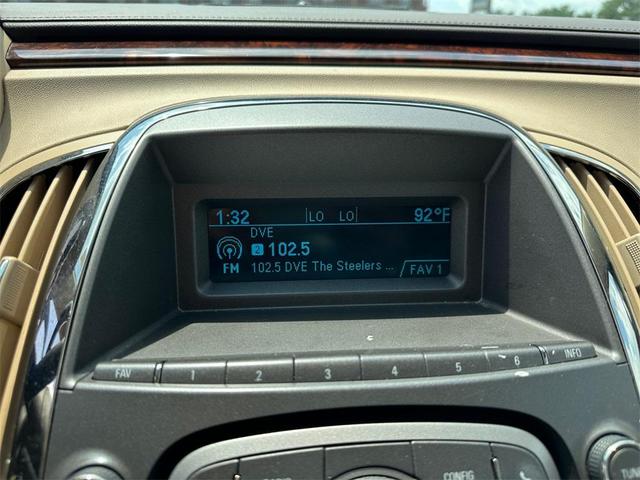 1:32 LO LO 92°F
DVE
2 102.5
FM 102.5 DVE The Steelers ... FAV 1
FAV 1 2 3 4 5 6 INFO
CONFIG
TUNE